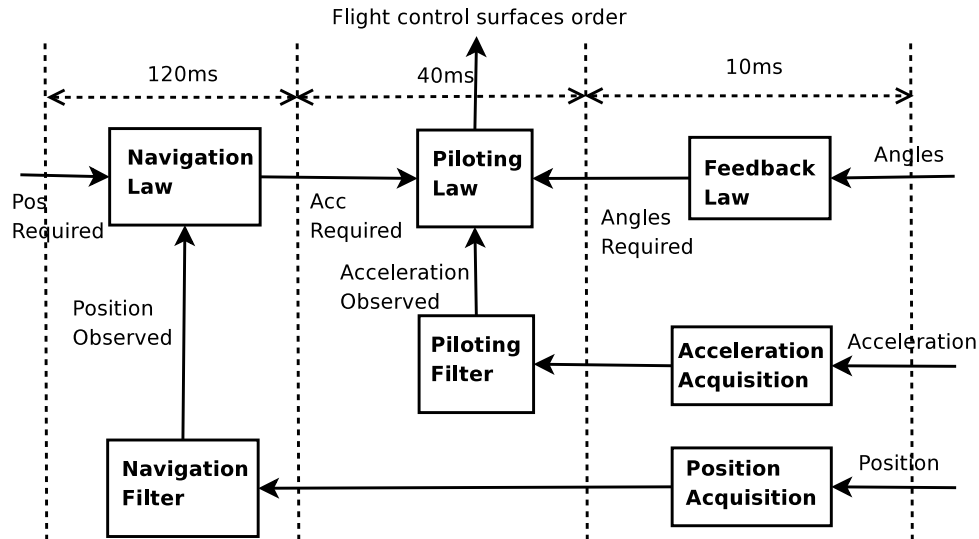 Flight control surfaces order
120ms
40ms
10ms
Navigation
Law
Piloting
Law
Feedback
Law
Angles
Pos
Required
Acc
Required
Angles
Required
Acceleration
Observed
Position
Observed
Piloting
Filter
Acceleration
Acquisition
Acceleration
Navigation
Filter
Position
Acquisition
Position